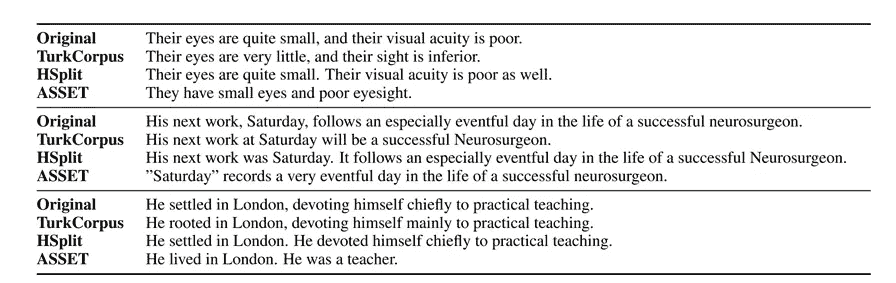 Original Their eyes are quite small, and their visual acuity is poor.
TurkCorpus Their eyes are very little, and their sight is inferior.
HSplit Their eyes are quite small. Their visual acuity is poor as well.
ASSET They have small eyes and poor eyesight.
Original His next work, Saturday, follows an especially eventful day in the life of a successful neurosurgeon.
TurkCorpus His next work at Saturday will be a successful Neurosurgeon.
HSplit His next work was Saturday. It follows an especially eventful day in the life of a successful Neurosurgeon.
ASSET ”Saturday” records a very eventful day in the life of a successful neurosurgeon.
Original He settled in London, devoting himself chiefly to practical teaching.
TurkCorpus He rooted in London, devoting himself mainly to practical teaching.
HSplit He settled in London. He devoted himself chiefly to practical teaching.
ASSET He lived in London. He was a teacher.